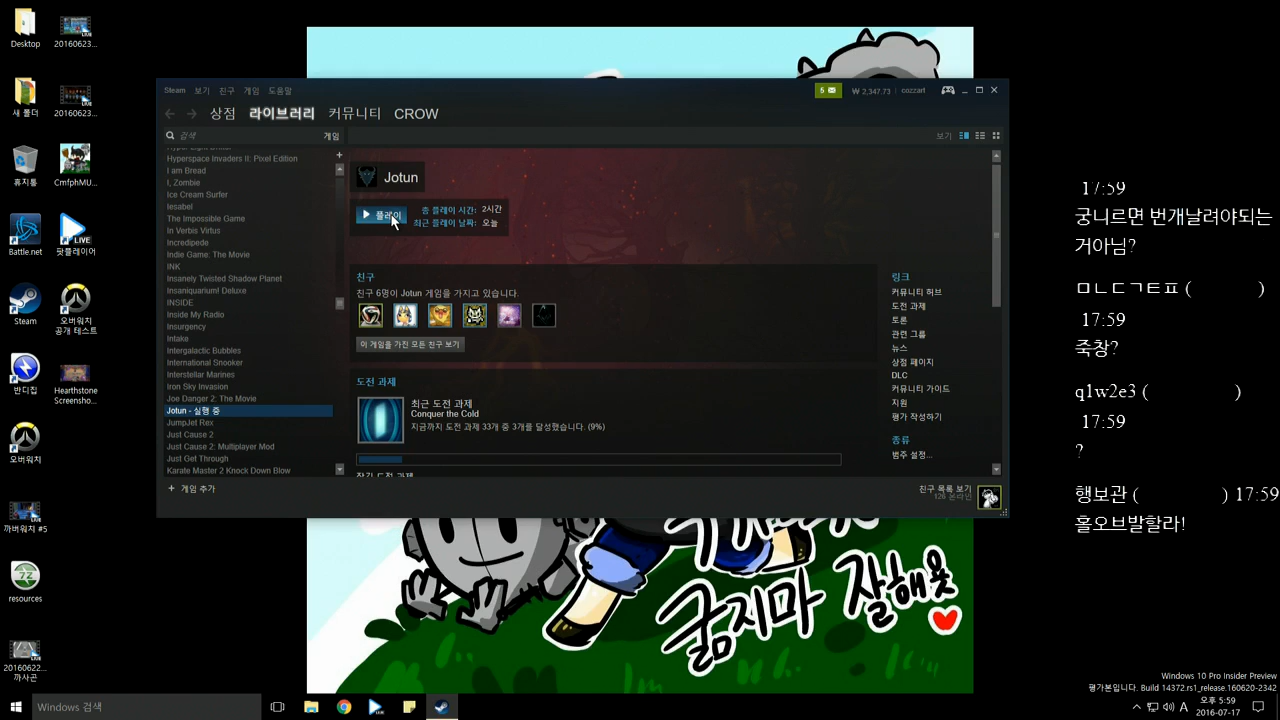 Desktop
20160623...
새 폴더
20160623...
휴지통
CmfphMU...
Battle.net
팟플레이어
Steam
오버워치
공개 테스트
반디집
Hearthstone
Screensho...
오버워치
까버워치 #5
resources
20160622...
까사곤
Steam 보기 친구 게임 도움말
5
₩ 2,347.73 cozzart
상점 라이브러리 커뮤니티 CROW
검색 게임
보기
Hyperspace Invaders II: Pixel Edition
I am Bread
I, Zombie
Ice Cream Surfer
Iesabel
The Impossible Game
In Verbis Virtus
Incredipede
Indie Game: The Movie
INK
Insanely Twisted Shadow Planet
Insaniquarium! Deluxe
INSIDE
Inside My Radio
Insurgency
Intake
Intergalactic Bubbles
International Snooker
Interstellar Marines
Iron Sky Invasion
Joe Danger 2: The Movie
Jotun - 실행 중
JumpJet Rex
Just Cause 2
Just Cause 2: Multiplayer Mod
Just Get Through
Karate Master 2 Knock Down Blow
Jotun
플레이
총 플레이 시간: 2시간
최근 플레이 날짜: 오늘
친구
친구 6명이 Jotun 게임을 가지고 있습니다.
이 게임을 가진 모든 친구 보기
도전 과제
최근 도전 과제
Conquer the Cold
지금까지 도전 과제 33개 중 3개를 달성했습니다. (9%)
잠긴 도전 과제
링크
커뮤니티 허브
도전 과제
토론
관련 그룹
뉴스
상점 페이지
DLC
커뮤니티 가이드
지원
평가 작성하기
종류
범주 설정...
+ 게임 추가
친구 목록 보기
126 온라인
17:59
궁니르면 번개날려야되는
거아님?
ㅁㄴㄷㄱㅌㅍ ( )
17:59
죽창?
q1w2e3 ( )
17:59
?
행보관 ( ) 17:59
홀오브발할라!
굶지마 잘해욧
Windows 10 Pro Insider Preview
평가본입니다. Build 14372.rs1_release.160620-2342
Windows 검색
A
오후 5:59
2016-07-17